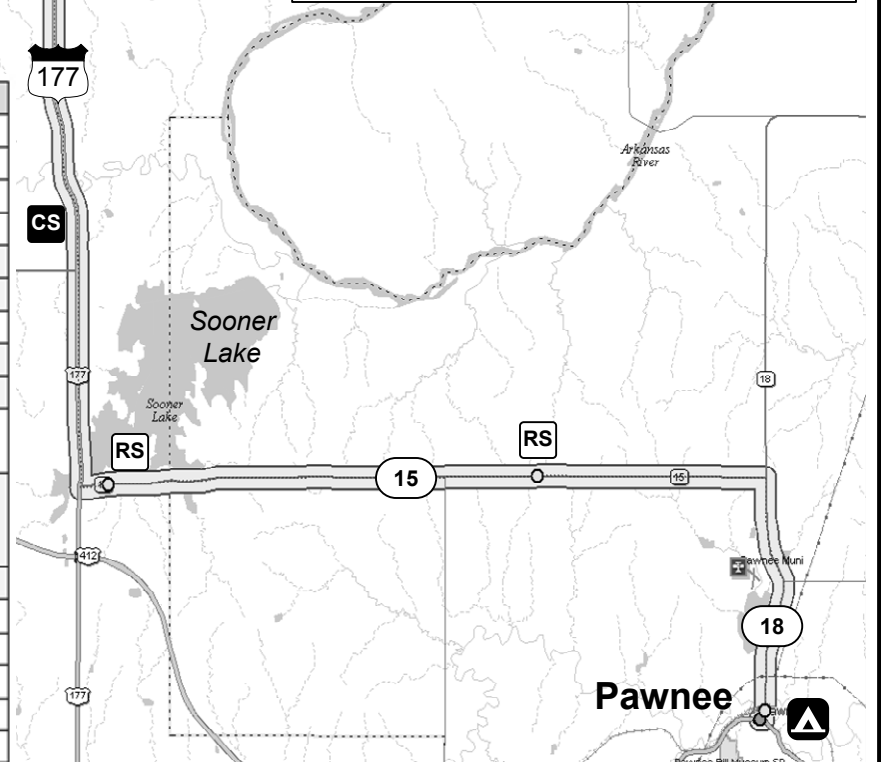 177
Arkansas
River
CS
Sooner
Lake
177
18
Sooner
Lake
RS
RS
15
15
412
Pawnee Muni
18
177
Pawnee